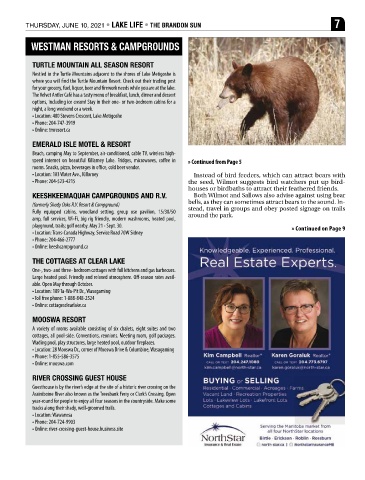 THURSDAY, JUNE 10, 2021 • LAKE LIFE • THE BRANDON SUN
7
WESTMAN RESORTS & CAMPGROUNDS
TURTLE MOUNTAIN ALL SEASON RESORT
Nestled in the Turtle Mountains adjacent to the shores of Lake Metigoshe is
where you will find the Turtle Mountain Resort. Check out their trading post
for your grocery, fuel, liquor, beer and firework needs while you are at the lake.
The Velvet Antler Café has a tasty menu of breakfast, lunch, dinner and dessert
options, including ice cream! Stay in their one- or two-bedroom cabins for a
night, a long weekend or a week.
• Location: 400 Stevens Crescent, Lake Metigoshe
• Phone: 204-747-3919
• Online: tmresort.ca
EMERALD ISLE MOTEL & RESORT
Beach, camping May to September, air-conditioned, cable TV, wireless high-
speed internet on beautiful Killarney Lake. Fridges, microwaves, coffee in
rooms. Snacks, pizza, beverages in office, cold beer vendor.
• Location: 103 Water Ave., Killarney
• Phone: 204-523-4215
KEESHKEEMAQUAH CAMPGROUNDS AND R.V.
(formerly Shady Oaks R.V. Resort & Campground)
Fully equipped cabins, woodland setting, group use pavilion, 15/30/50
amp, full services, Wi-Fi, big rig friendly, modern washrooms, heated pool,
playground, trails; golf nearby. May 21 - Sept. 30.
• Location: Trans-Canada Highway, Service Road 70W Sidney
• Phone: 204-466-2777
• Online: keeshcampground.ca
THE COTTAGES AT CLEAR LAKE
One-, two- and three- bedroom cottages with full kitchens and gas barbecues.
Large heated pool. Friendly and relaxed atmosphere. Off season rates avail-
able. Open May through October.
• Location: 109 Ta-Wa-Pit Dr., Wasagaming
• Toll free phone: 1-888-848-2524
• Online: cottagesclearlake.ca
MOOSWA RESORT
A variety of rooms available consisting of six chalets, eight suites and two
cottages, all pool-side. Conventions, reunions. Meeting room, golf packages.
Wading pool, play structures, large heated pool, outdoor fireplaces.
• Location: 28 Mooswa Dr., corner of Mooswa Drive & Columbine, Wasagaming
• Phone: 1-855-586-3575
• Online: mooswa.com
RIVER CROSSING GUEST HOUSE
Guesthouse is by the river's edge at the site of a historic river crossing on the
Assiniboine River also known as the Treesbank Ferry or Clark's Crossing. Open
year-round for people to enjoy all four seasons in the countryside. Make some
tracks along their shady, well-groomed trails.
• Location: Wawanesa
• Phone: 204-724-9903
• Online: river-crossing-guest-house.business.site
» Continued from Page 5
Instead of bird feeders, which can attract bears with
the seed, Wilmot suggests bird watchers put up bird-
houses or birdbaths to attract their feathered friends.
Both Wilmot and Sallows also advise against using bear
bells, as they can sometimes attract bears to the sound. In-
stead, travel in groups and obey posted signage on trails
around the park.
» Continued on Page 9
Knowledgeable. Experienced. Professional.
Real Estate Experts.
Kim Campbell Realtor®
CALL OR TEXT 204.247.1089
kimcampbell@north-star.ca
Karen Goraluk Realtor®
CALL OR TEXT 204.773.6797
karen.goraluk@north-star.ca
BUYING or SELLING
Residential · Commercial · Acreages · Farms
Vacant Land · Recreation Properties
Lots · Lakeview Lots · Lakefront Lots
Cottages and Cabins
NorthStar
Insurance & Real Estate
Serving the Manitoba market from
all four NorthStar locations
Birtle · Erickson · Roblin · Rossburn
north-star.ca